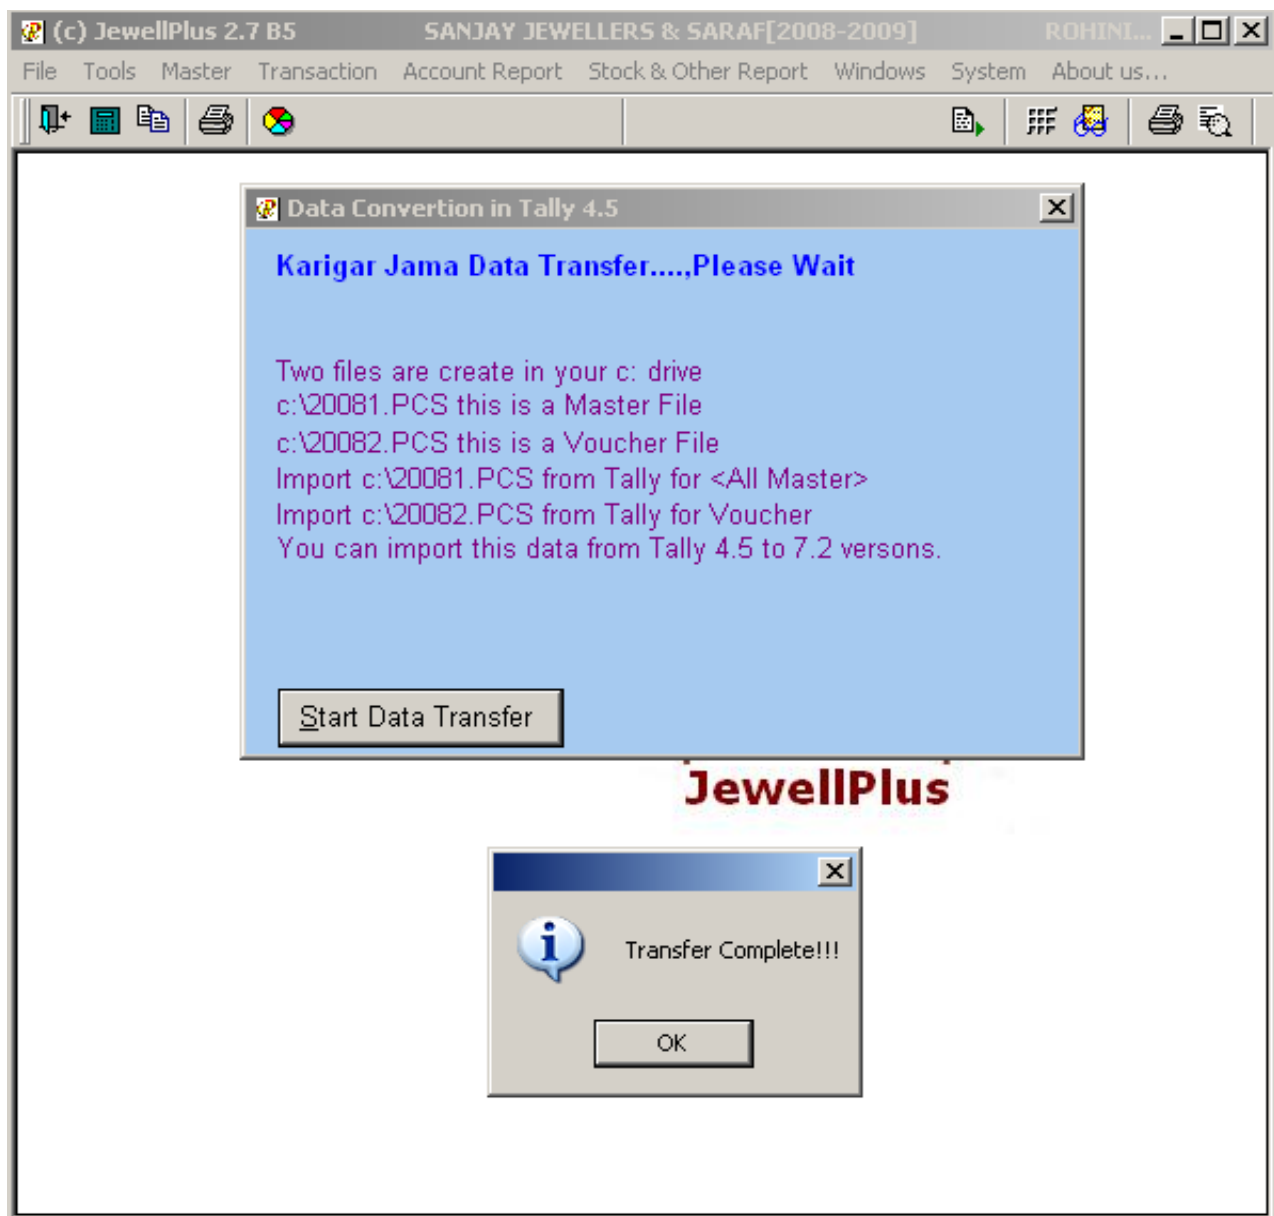 (c) JewellPlus 2.7 B5 SANJAY JEWELLERS & SARAF[2008-2009] ROHINI...
File Tools Master Transaction Account Report Stock & Other Report Windows System About us...
Data Convertion in Tally 4.5
Karigar Jama Data Transfer....,Please Wait
Two files are create in your c: drive
c:\20081.PCS this is a Master File
c:\20082.PCS this is a Voucher File
Import c:\20081.PCS from Tally for <All Master>
Import c:\20082.PCS from Tally for Voucher
You can import this data from Tally 4.5 to 7.2 versons.
Start Data Transfer
JewellPlus
Transfer Complete!!!
OK